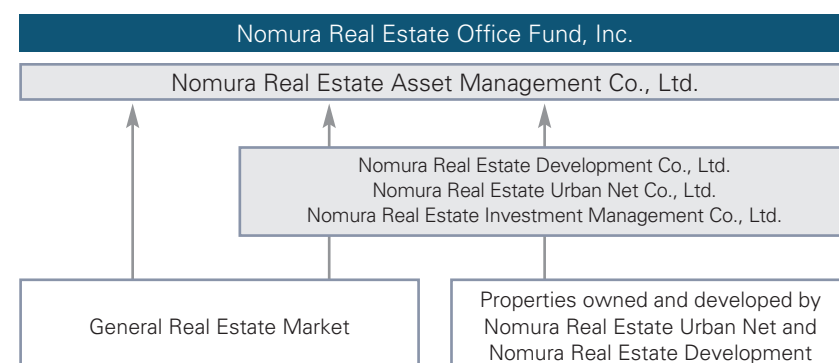 Nomura Real Estate Office Fund, Inc.
Nomura Real Estate Asset Management Co., Ltd.
Nomura Real Estate Development Co., Ltd.
Nomura Real Estate Urban Net Co., Ltd.
Nomura Real Estate Investment Management Co., Ltd.
General Real Estate Market
Properties owned and developed by
Nomura Real Estate Urban Net and
Nomura Real Estate Development